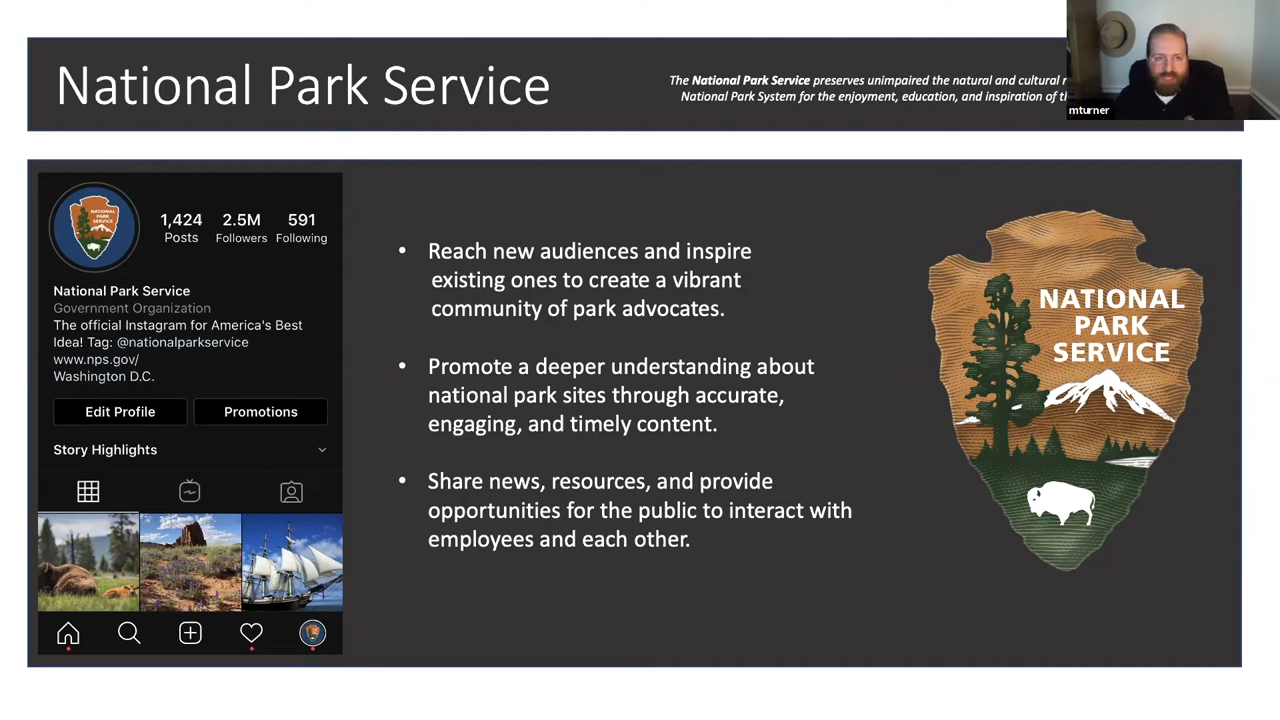 National Park Service
The National Park Service preserves unimpaired the natural and cultural
National Park System for the enjoyment, education, and inspiration of
mturner
NATIONAL
PARK
SERVICE
1,424
2.5M
591
Posts
Followers
Following
National Park Service
Government Organization
The official Instagram for America's Best
Idea! Tag: @nationalparkservice
www.nps.gov/
Washington D.C.
Edit Profile
Promotions
Story Highlights
• Reach new audiences and inspire
existing ones to create a vibrant
community of park advocates.
• Promote a deeper understanding about
national park sites through accurate,
engaging, and timely content.
• Share news, resources, and provide
opportunities for the public to interact with
employees and each other.
NATIONAL
PARK
SERVICE